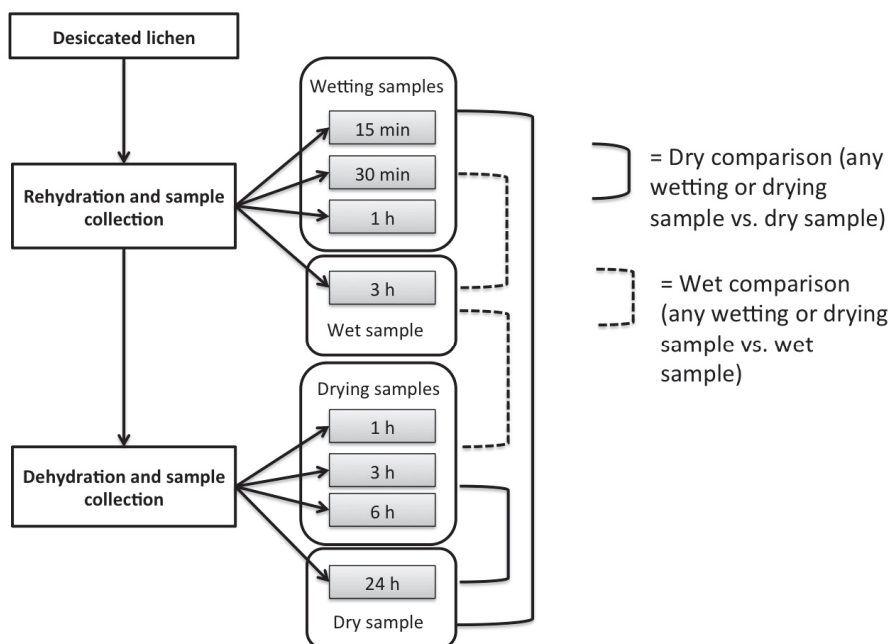 Desiccated lichen
Rehydration and sample
collection
Dehydration and sample
collection
Wetting samples
15 min
30 min
1 h
3 h
Wet sample
Drying samples
1 h
3 h
6 h
24 h
Dry sample
= Dry comparison (any
wetting or drying
sample vs. dry sample)
= Wet comparison
(any wetting or drying
sample vs. wet
sample)